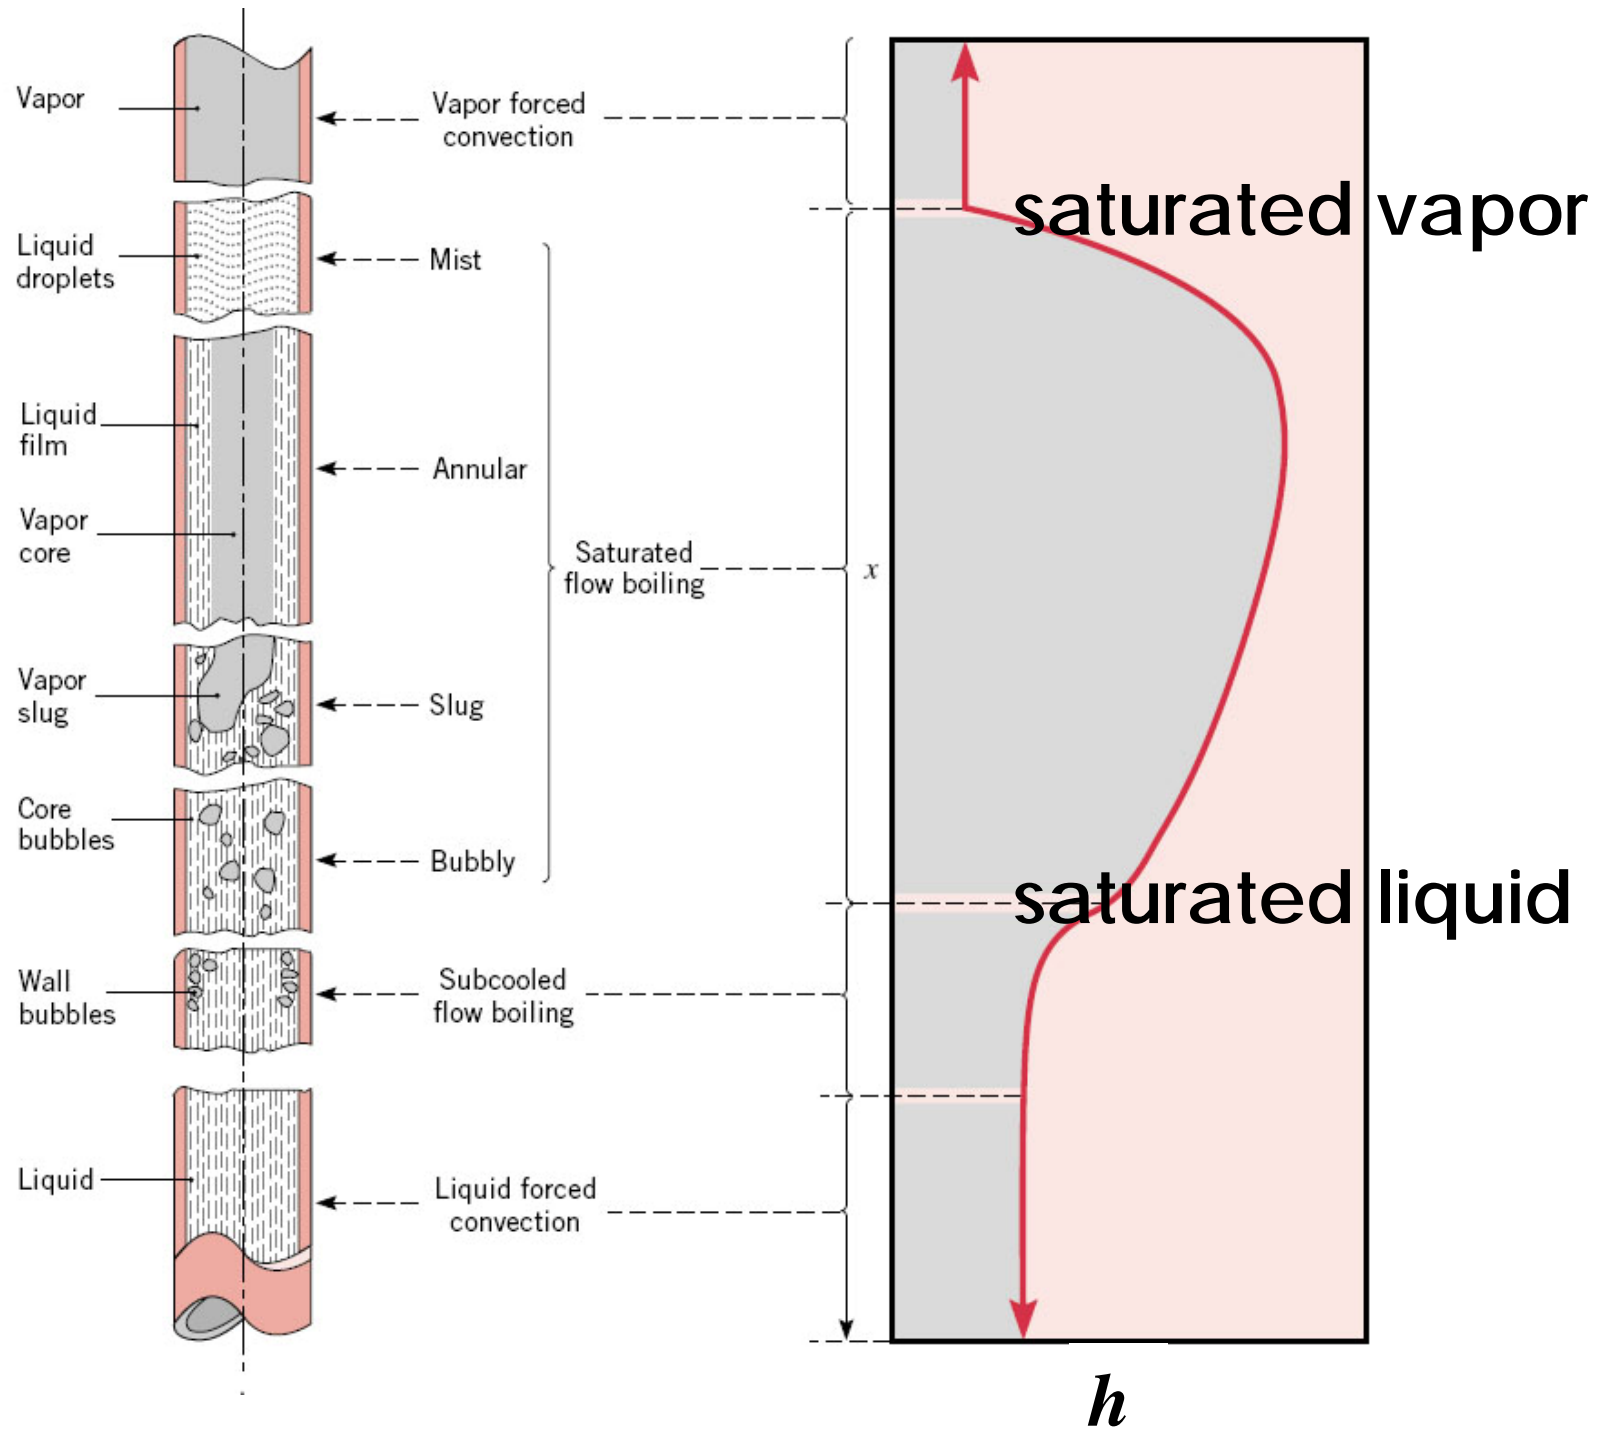 Vapor
Vapor forced
convection
saturated vapor
Liquid
droplets
Mist
Liquid
film
Annular
Vapor
core
Saturated
flow boiling
x
Vapor
slug
Slug
Core
bubbles
Bubbly
saturated liquid
Wall
bubbles
Subcooled
flow boiling
Liquid
Liquid forced
convection
h